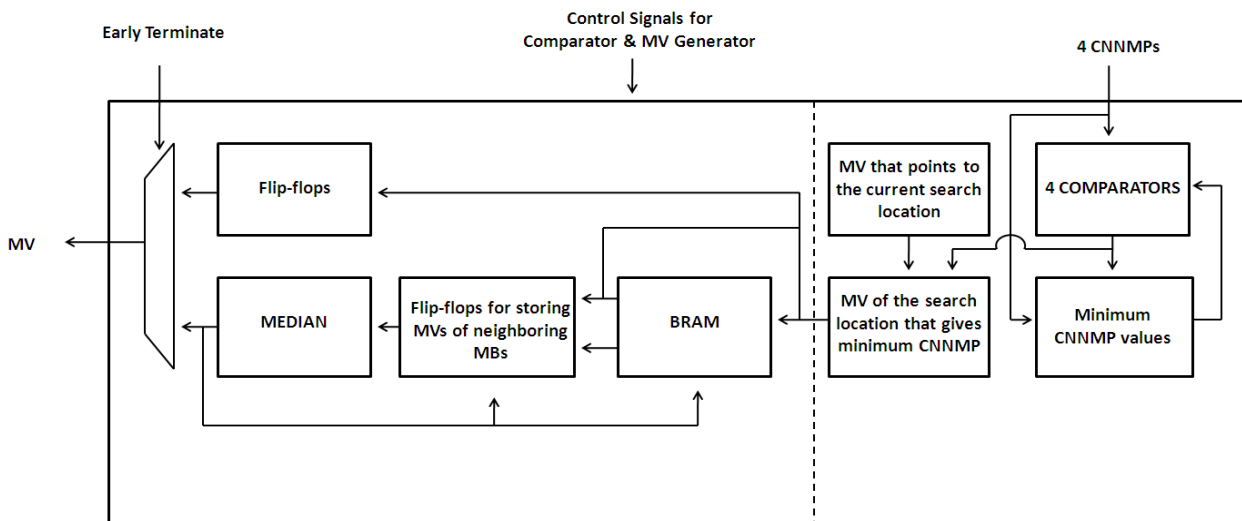 Early Terminate
Control Signals for
Comparator & MV Generator
4 CNNMPs
Flip-flops
MV that points to
the current search
location
4 COMPARATORS
MV
MEDIAN
Flip-flops for storing
MVs of neighboring
MBs
BRAM
MV of the search
location that gives
minimum CNNMP
Minimum
CNNMP values